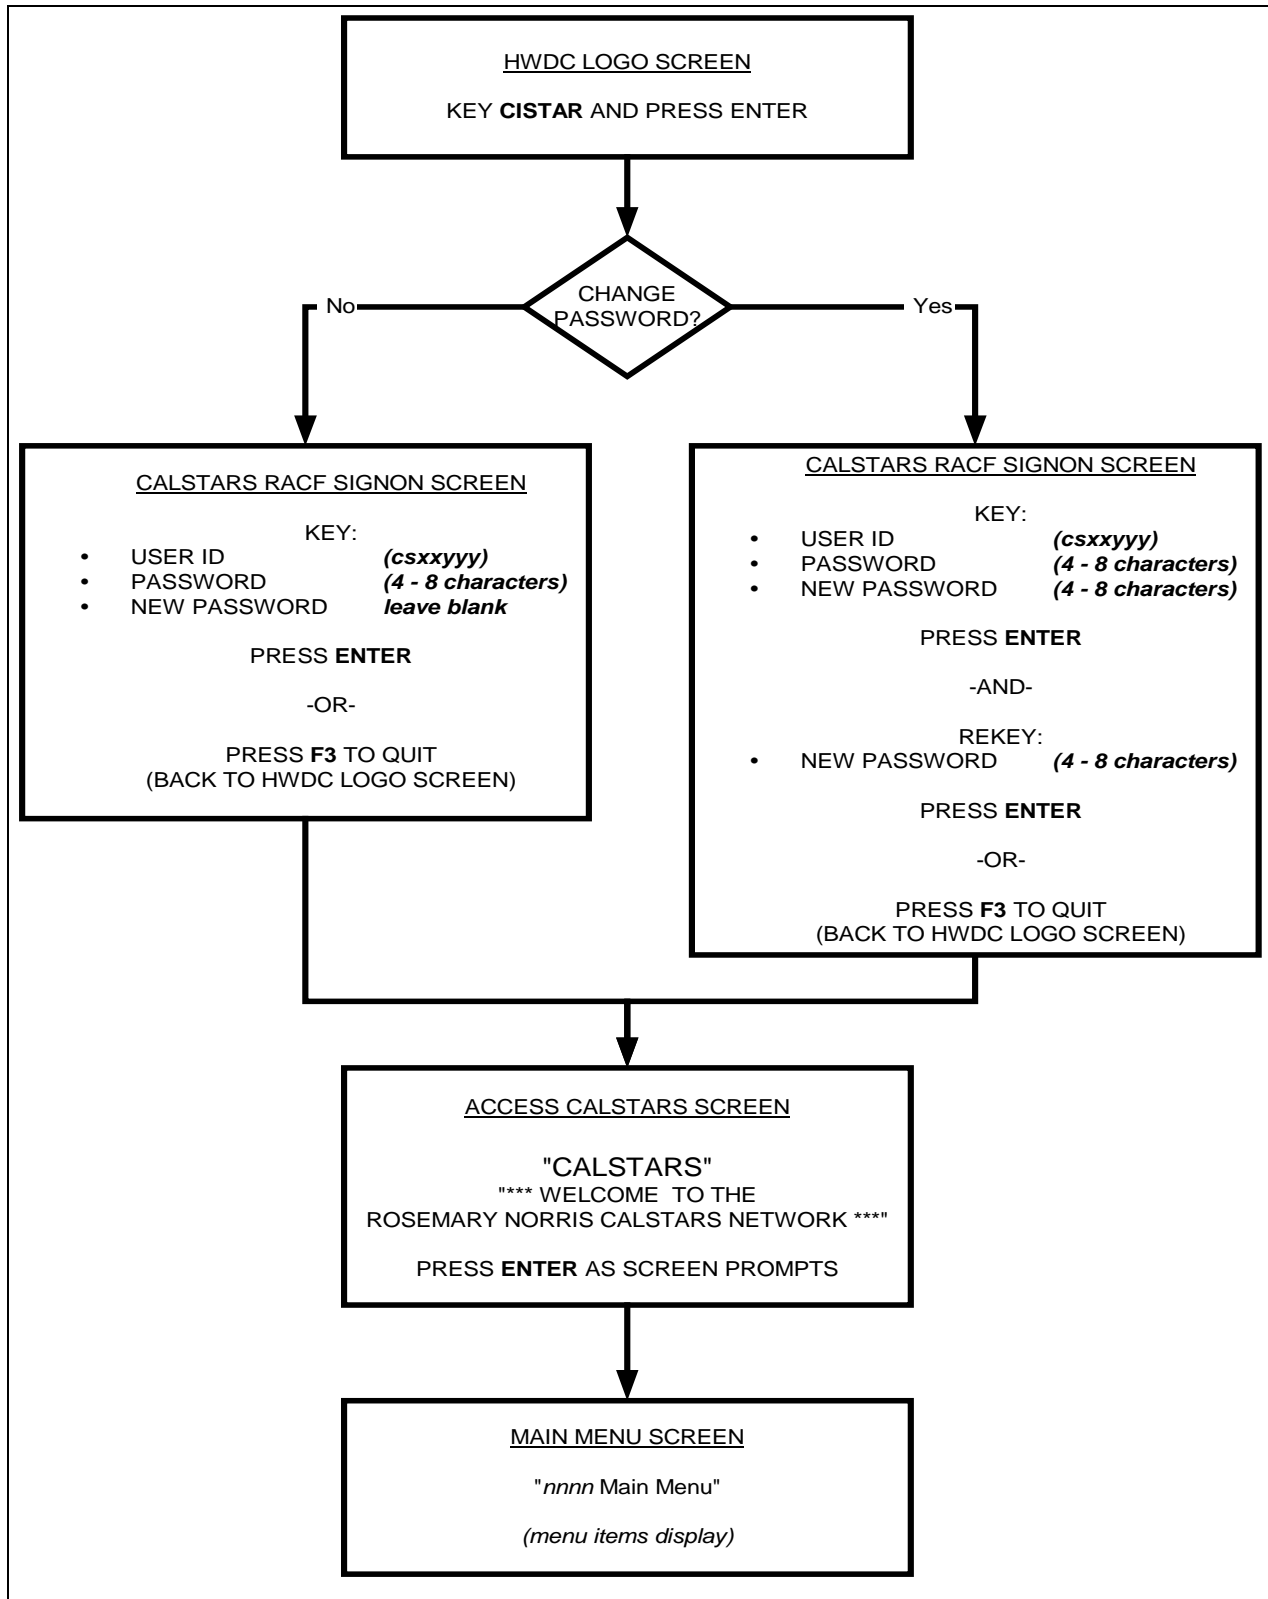 HWDC LOGO SCREEN
KEY CISTAR AND PRESS ENTER
CHANGE
PASSWORD?
No
Yes
CALSTARS RACF SIGNON SCREEN
KEY:
• USER ID (csxxyyy)
• PASSWORD (4 - 8 characters)
• NEW PASSWORD leave blank
PRESS ENTER
-OR-
PRESS F3 TO QUIT
(BACK TO HWDC LOGO SCREEN)
CALSTARS RACF SIGNON SCREEN
KEY:
• USER ID (csxxyyy)
• PASSWORD (4 - 8 characters)
• NEW PASSWORD (4 - 8 characters)
PRESS ENTER
-AND-
REKEY:
• NEW PASSWORD (4 - 8 characters)
PRESS ENTER
-OR-
PRESS F3 TO QUIT
(BACK TO HWDC LOGO SCREEN)
ACCESS CALSTARS SCREEN
"CALSTARS"
"*** WELCOME TO THE
ROSEMARY NORRIS CALSTARS NETWORK ***"
PRESS ENTER AS SCREEN PROMPTS
MAIN MENU SCREEN
"nnnn Main Menu"
(menu items display)